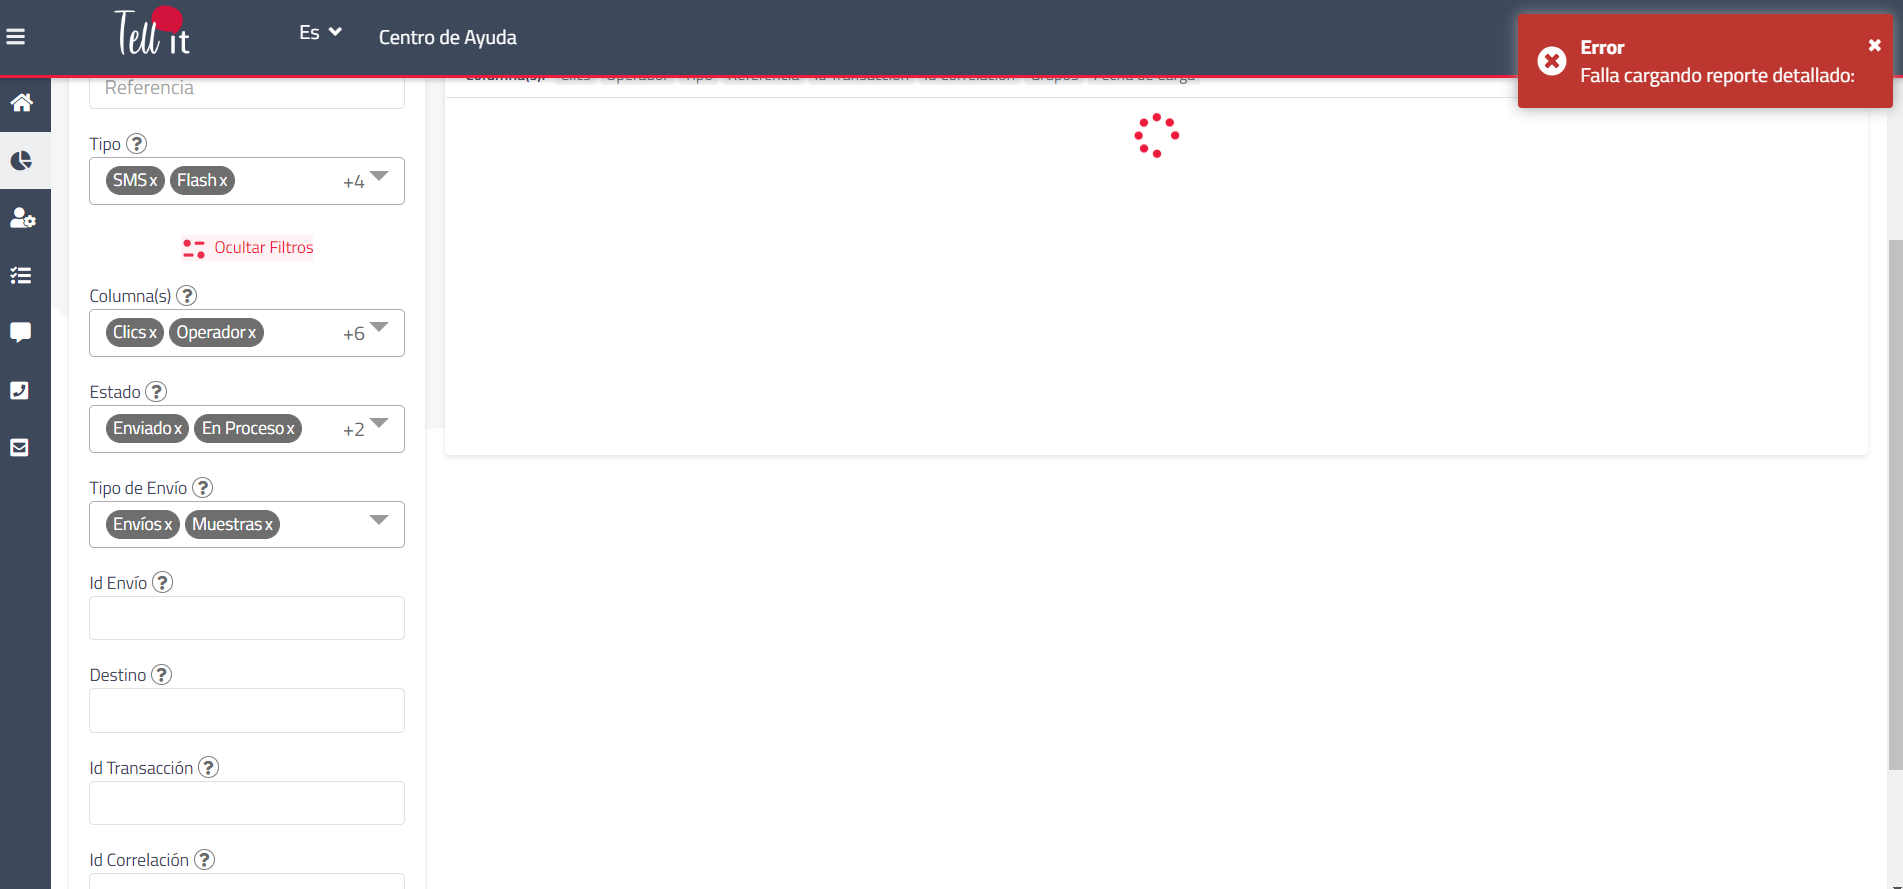 Tell it
Es
Centro de Ayuda
Error
Falla cargando reporte detallado:
Referencia
Tipo ?
SMS x Flash x +4
Ocultar Filtros
Columna(s) ?
Clics x Operador x +6
Estado ?
Enviado x En Proceso x +2
Tipo de Envío ?
Envíos x Muestras x
Id Envío ?
Destino ?
Id Transacción ?
Id Correlación ?
Columna(s): Clics Operador Tipo Referencia Id Transacción Id Correlación Grupos Fecha de Carga